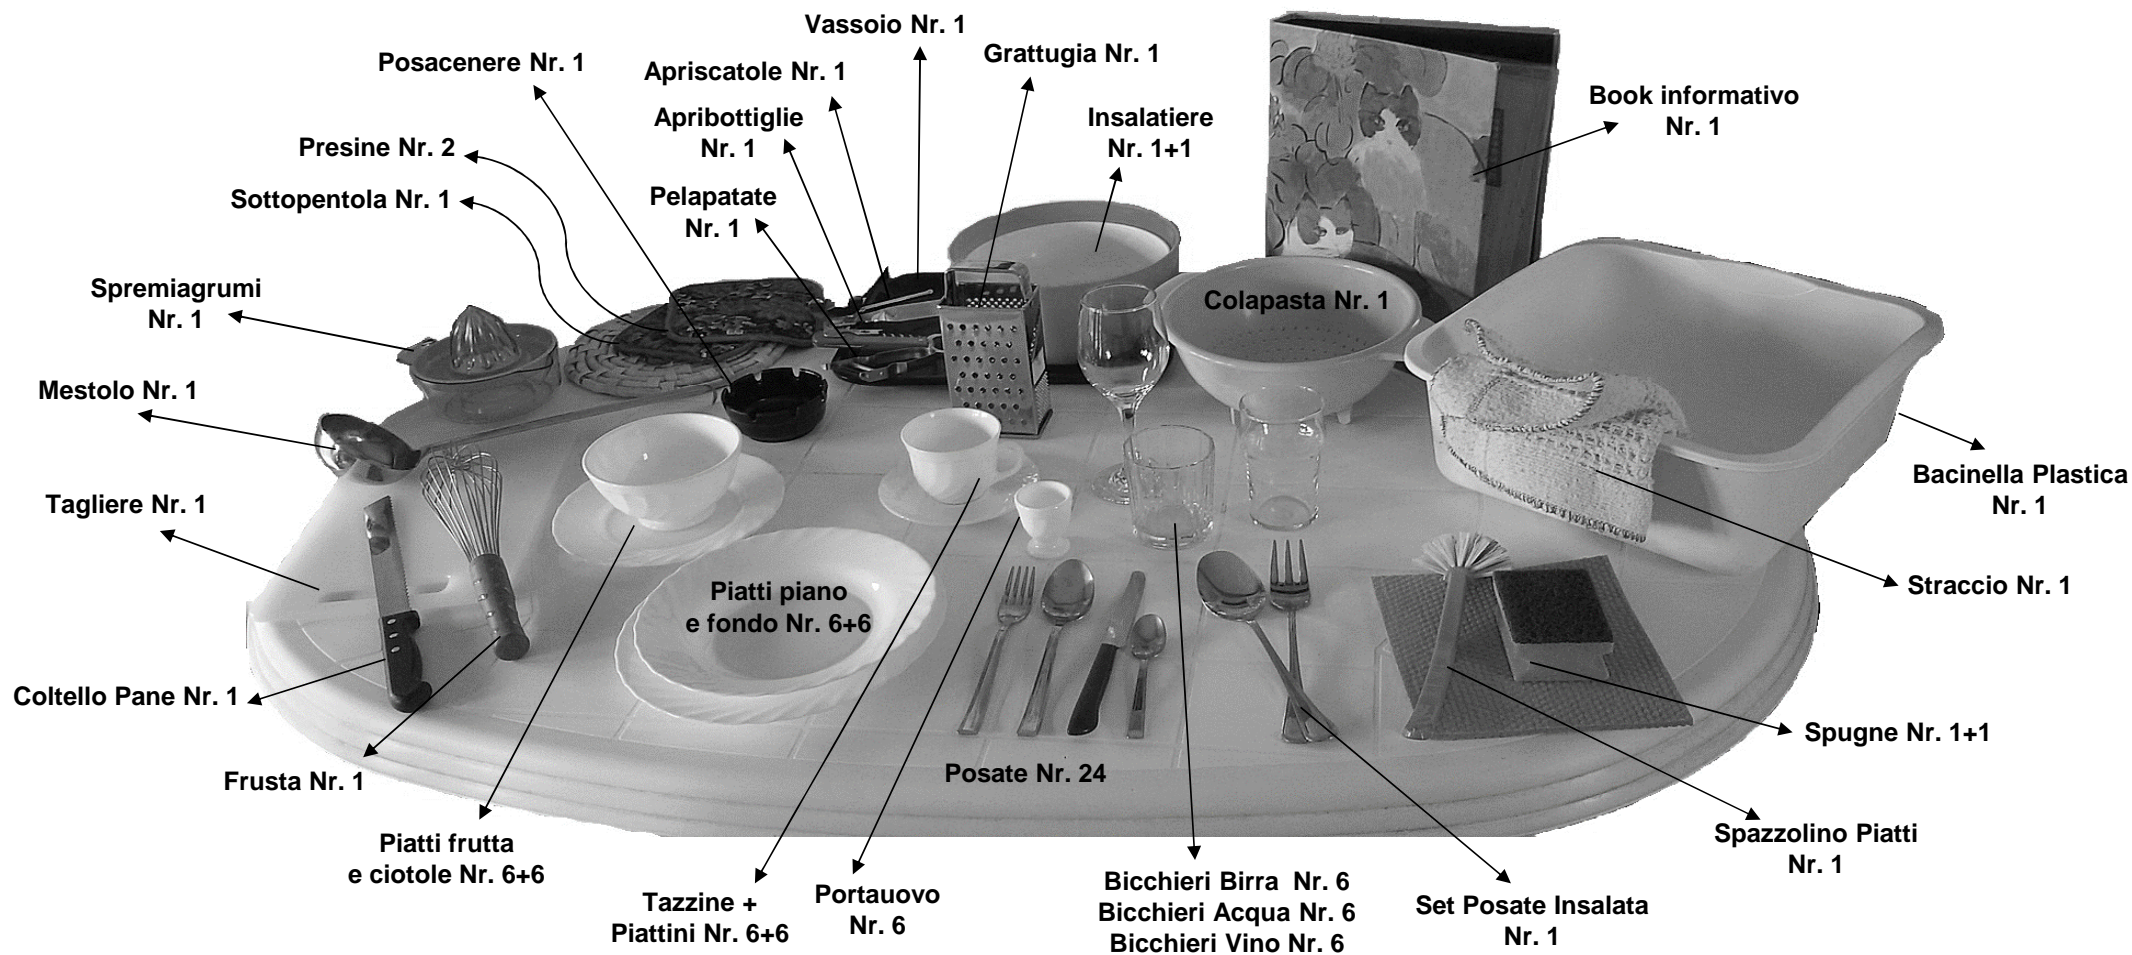 Vassoio Nr. 1
Posacenere Nr. 1
Grattugia Nr. 1
Apriscatole Nr. 1
Book informativo
Nr. 1
Apribottiglie
Nr. 1
Insalatiere
Nr. 1+1
Presine Nr. 2
Sottopentola Nr. 1
Pelapatate
Nr. 1
Spremiagrumi
Nr. 1
Colapasta Nr. 1
Mestolo Nr. 1
Bacinella Plastica
Nr. 1
Tagliere Nr. 1
Straccio Nr. 1
Piatti piano
e fondo Nr. 6+6
Coltello Pane Nr. 1
Spugne Nr. 1+1
Frusta Nr. 1
Posate Nr. 24
Piatti frutta
e ciotole Nr. 6+6
Spazzolino Piatti
Nr. 1
Tazzine +
Piattini Nr. 6+6
Portauovo
Nr. 6
Bicchieri Birra  Nr. 6
Bicchieri Acqua Nr. 6
Bicchieri Vino Nr. 6
Set Posate Insalata
Nr. 1